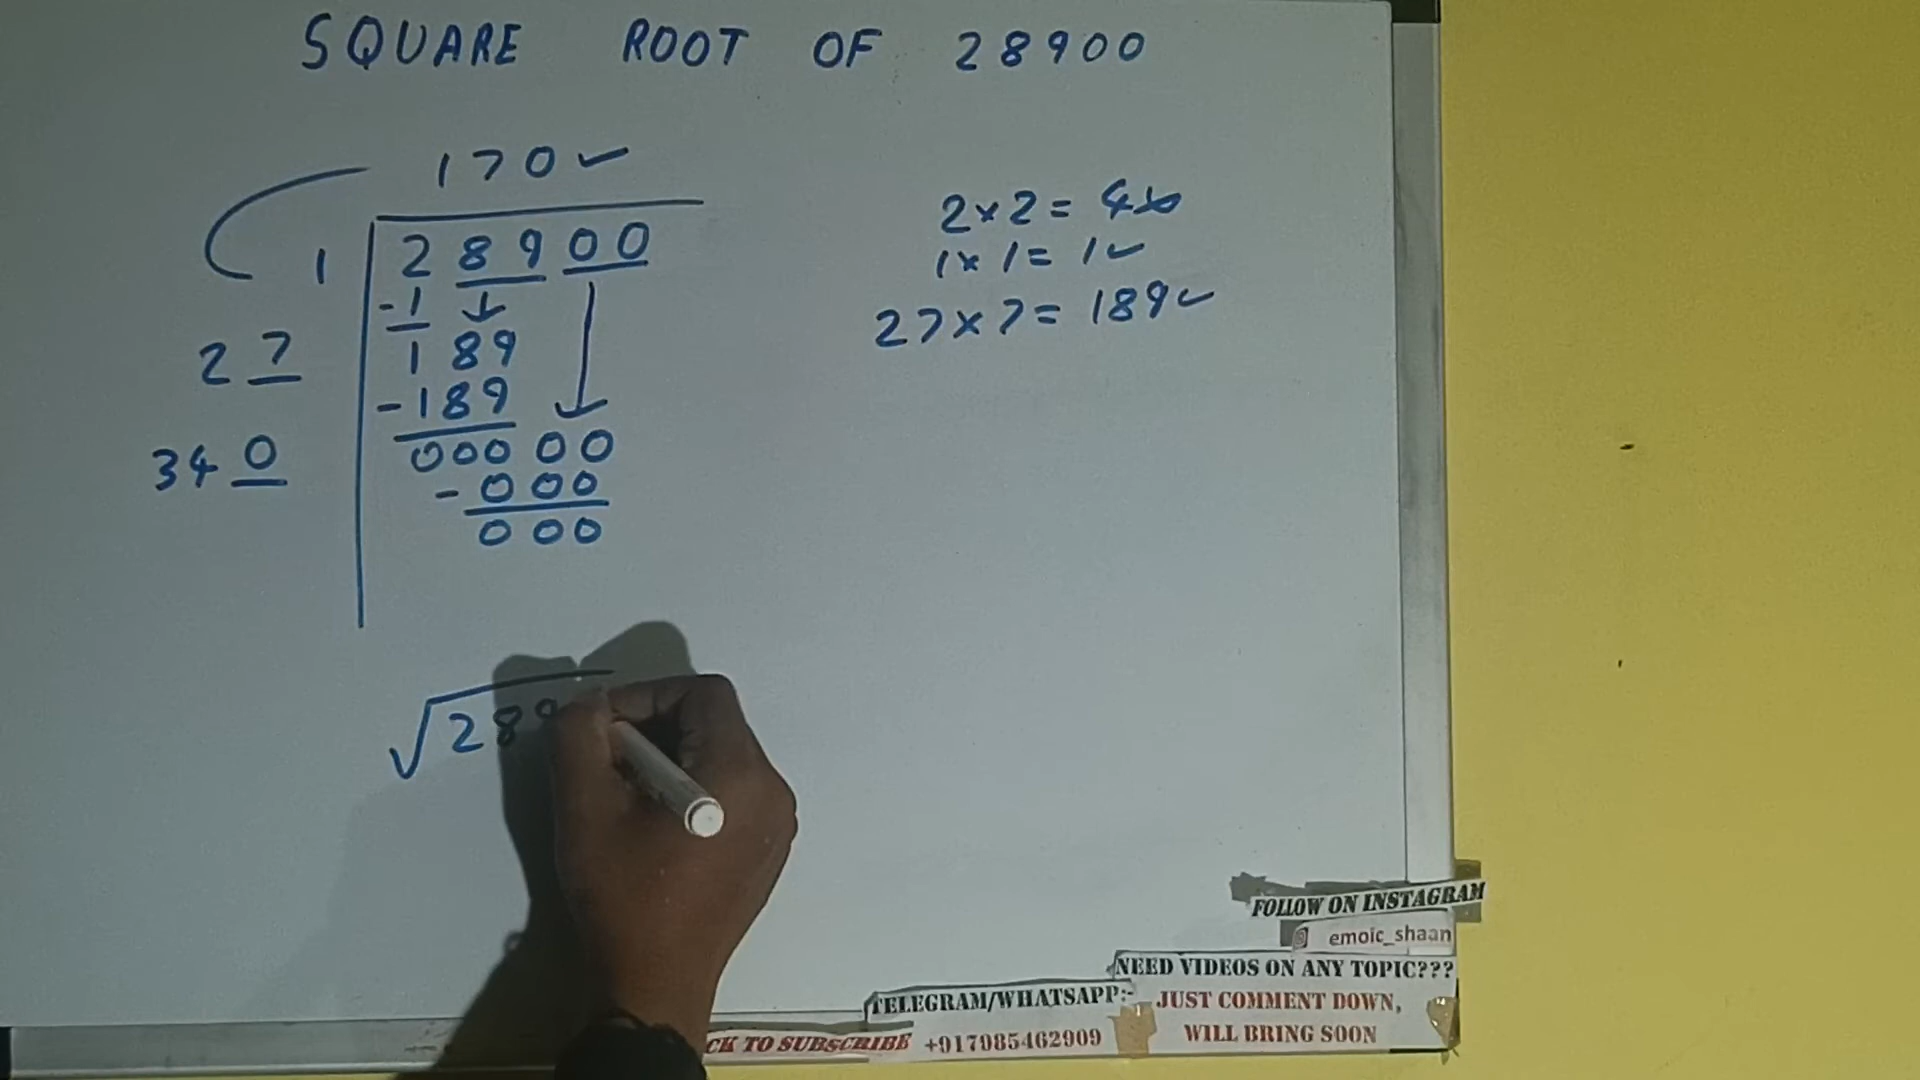 SQUARE ROOT OF 28900
170✓
1 28900
-1
27 189
-189
340 00000
-000
000
2×2=4
1×1=1✓
27×7=189✓
√289
FOLLOW ON INSTAGRAM
emoic_shaan
NEED VIDEOS ON ANY TOPIC???
TELEGRAM/WHATSAPP:- JUST COMMENT DOWN,
CK TO SUBSCRIBE +917985462909 WILL BRING SOON